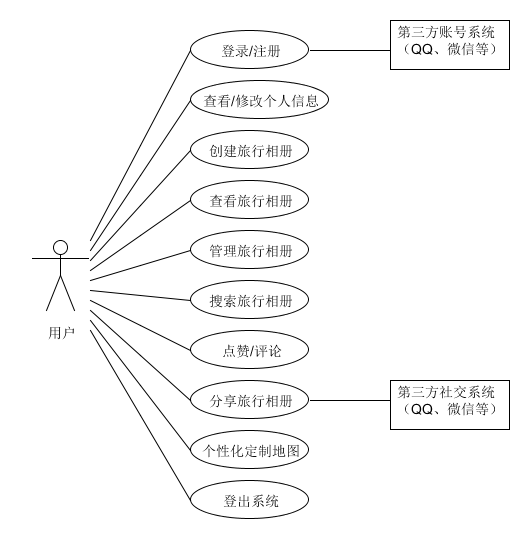 登录/注册
第三方账号系统
（QQ、微信等）
查看/修改个人信息
创建旅行相册
查看旅行相册
管理旅行相册
搜索旅行相册
用户
点赞/评论
分享旅行相册
第三方社交系统
（QQ、微信等）
个性化定制地图
登出系统